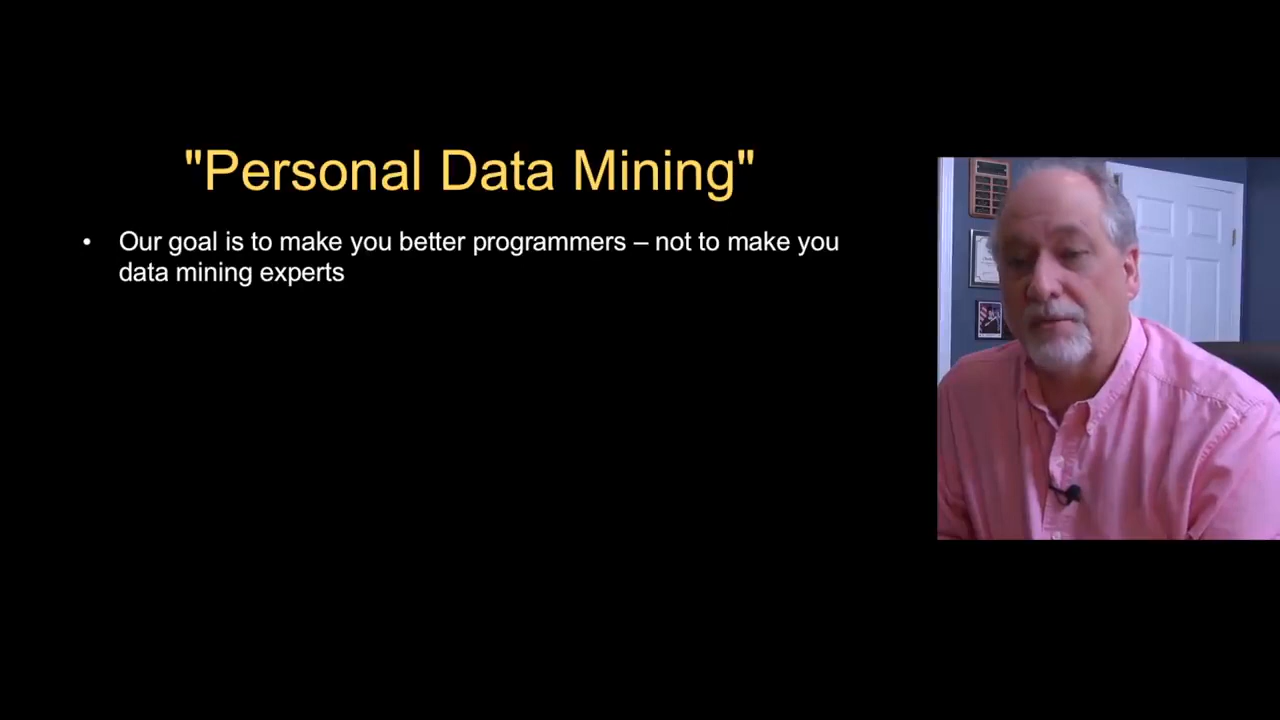 "Personal Data Mining"
• Our goal is to make you better programmers – not to make you
data mining experts